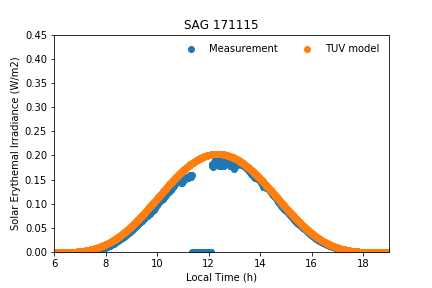 SAG 171115
Measurement
TUV model
Solar Erythemal Irradiance (W/m2)
0.45
0.40
0.35
0.30
0.25
0.20
0.15
0.10
0.05
0.00
6 8 10 12 14 16 18
Local Time (h)